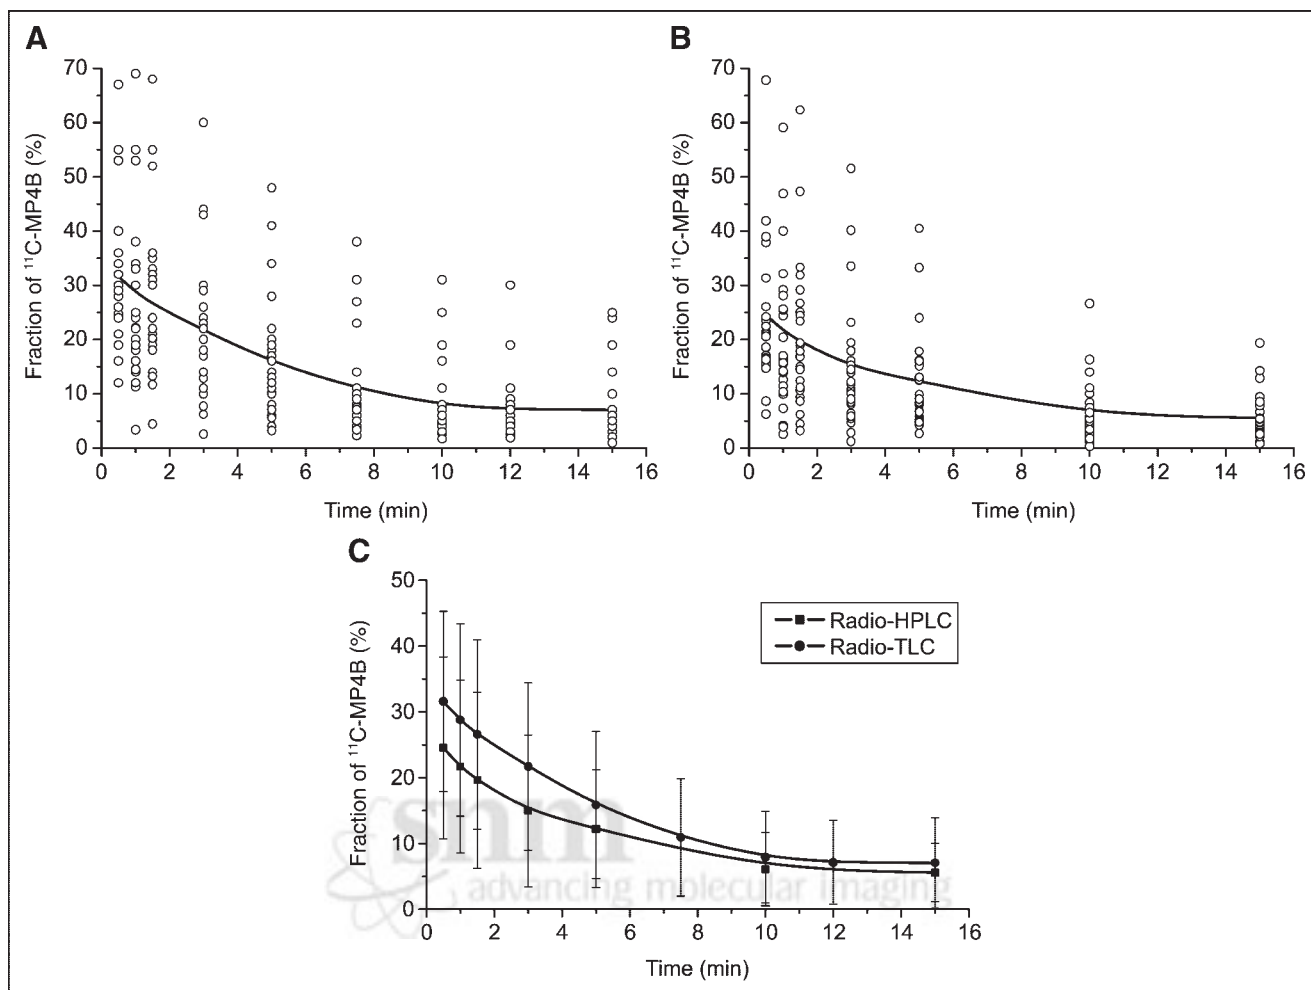 A
70
60
50
40
30
20
10
0
Fraction of ¹¹C-MP4B (%)
0 2 4 6 8 10 12 14 16
Time (min)
B
70
60
50
40
30
20
10
0
Fraction of ¹¹C-MP4B (%)
0 2 4 6 8 10 12 14 16
Time (min)
C
50
40
30
20
10
0
Fraction of ¹¹C-MP4B (%)
Radio-HPLC
Radio-TLC
snm
advancing molecular imaging
0 2 4 6 8 10 12 14 16
Time (min)